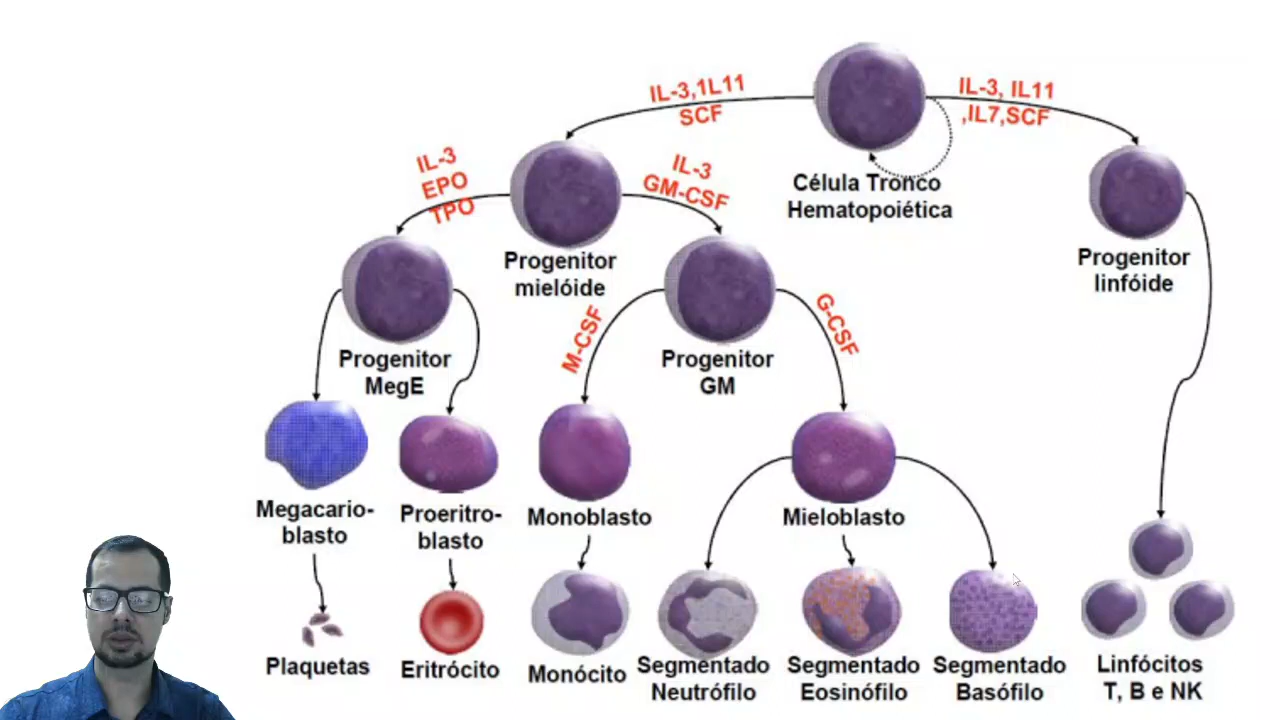 IL-3,1L11
SCF
IL-3, IL11
,IL7,SCF
Célula Tronco
Hematopoiética
IL-3
EPO
TPO
IL-3
GM-CSF
Progenitor
mielóide
Progenitor
linfóide
M-CSF
G-CSF
Progenitor
MegE
Progenitor
GM
Megacario-
blasto
Proeritro-
blasto
Monoblasto
Mieloblasto
Plaquetas
Eritrócito
Monócito
Segmentado
Neutrófilo
Segmentado
Eosinófilo
Segmentado
Basófilo
Linfócitos
T, B e NK